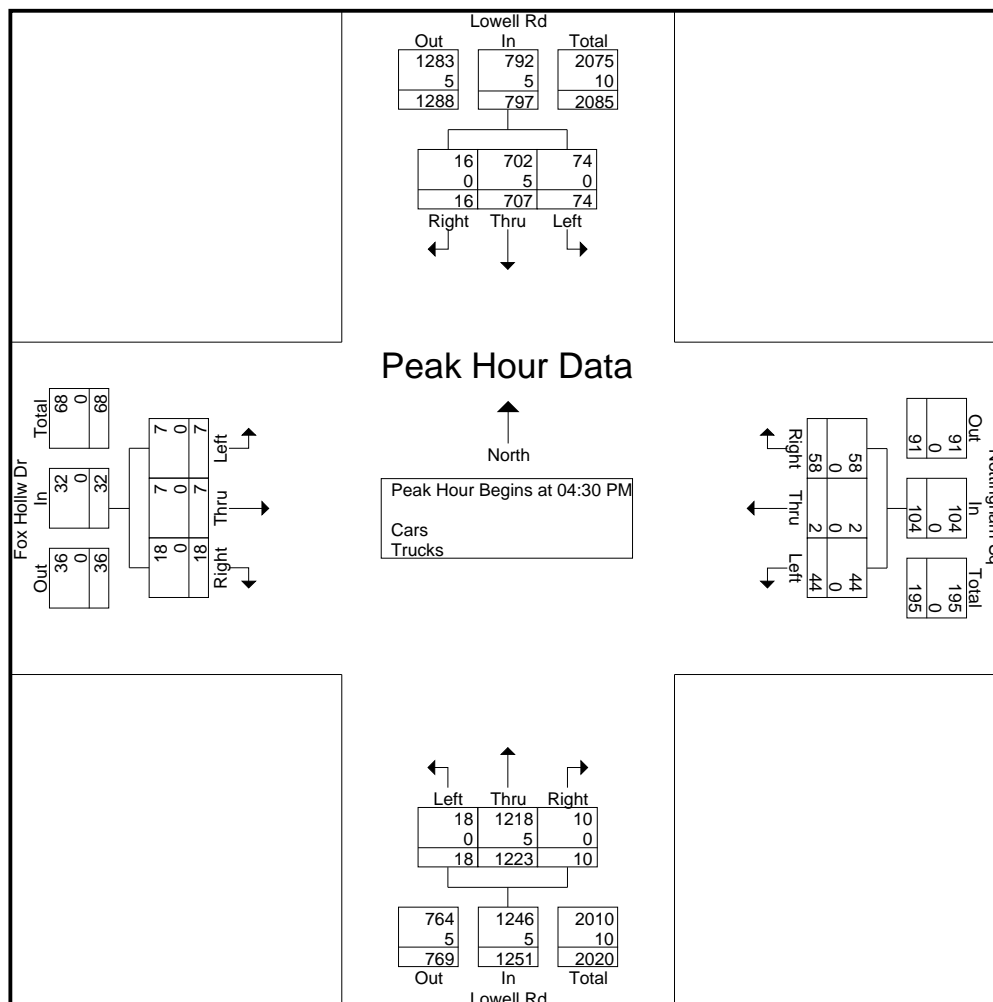 Lowell Rd
Out In Total
1283 792 2075
5 5 10
1288 797 2085
16 702 74
0 5 0
16 707 74
Right Thru Left
Peak Hour Data
North
Peak Hour Begins at 04:30 PM
Cars
Trucks
Fox Hollw Dr
Out In Total
36 32 68
0 0 0
36 32 68
18 7 7
0 0 0
18 7 7
Right Thru Left
Out In Total
91 104 195
0 0 0
91 104 195
58 2 44
0 0 0
58 2 44
Right Thru Left
Left Thru Right
18 1218 10
0 5 0
18 1223 10
764 1246 2010
5 5 10
769 1251 2020
Out In Total
Lowell Rd